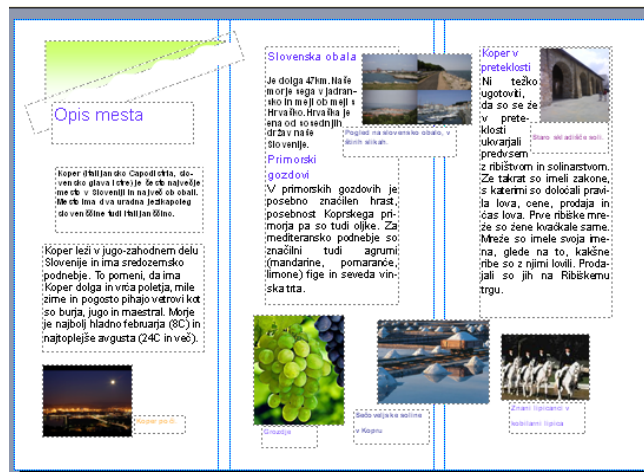 Opis mesta
Koper (Italijansko Capodistria, slo-
vensko glava Istre) je šesto največje
mesto v Sloveniji in največ ob obali.
Mesto ima dva uradna jezika poleg
slovenščine tudi Italjanščino.
Koper leži v jugo-zahodnem delu
Slovenije in ima sredozemsko
podnebje. To pomeni, da ima
Koper dolga in vrča poletja, mile
zime in pogosto pihajo vetrovi kot
so burja, jugo in maestral. Morje
je najbolj hladno februarja (8C) in
najtoplejše avgusta (24C in več).
Koper ponoči.
Slovenska obala
Je dolga 47km. Naše
morje sega v jadran-
sko in meji ob meji s
Hrvaško. Hrvaška je
ena od sosednjih
držav naše
Slovenije.
Pogled na slovensko obalo, v
štirih slikah.
Primorski
gozdovi
V primorskih gozdovih je
posebno značilen hrast,
posebnost Koprskega pri-
morja pa so tudi oljke. Za
mediteransko podnebje so
značilni tudi agrumi
(mandarine, pomaranče,
limone) fige in seveda vin-
ska trta.
Grozdje
Sečoveljske soline
v Kopru
Koper v
preteklosti
Ni težko
ugotoviti,
da so se že
v prete-
klosti
ukvarjali
predvsem
z ribištvom in solinarstvom.
Že takrat so imeli zakone,
s katerimi so določali pravi-
la lova, cene, prodaja in
čas lova. Prve ribiške mre-
že so žene kvačkale same.
Mreže so imele svoja ime-
na, glede na to, kakšne
ribe so z njimi lovili. Proda-
jali so jih na Ribiškemu
trgu.
Staro skladišče soli.
Znani lipicanci v
kobilarni lipica